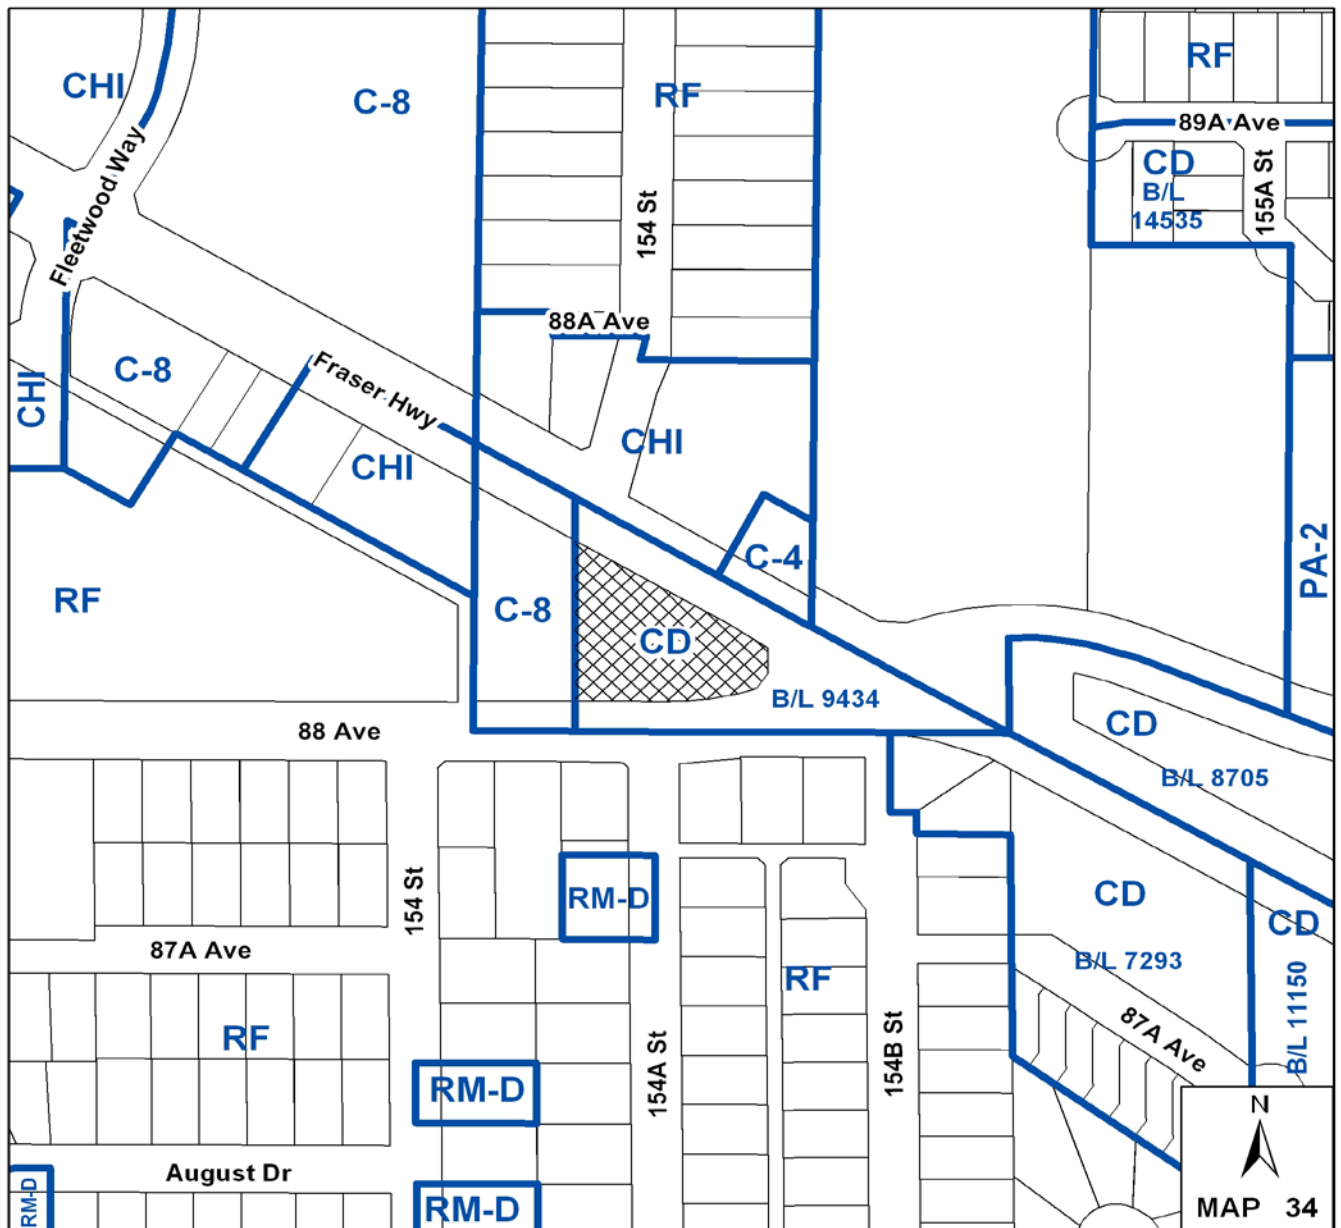 RF
CHI
C-8
RF
89A Ave
CD
B/L
14535
155A St
Fleetwood Way
154 St
88A Ave
C-8
CHI
Fraser Hwy
CHI
CHI
C-4
PA-2
RF
C-8
CD
B/L 9434
CD
88 Ave
B/L 8705
154 St
RM-D
CD
CD
87A Ave
B/L 7293
RF
B/L 11150
RF
154A St
154B St
87A Ave
RM-D
August Dr
RM-D
RM-D
N
MAP 34